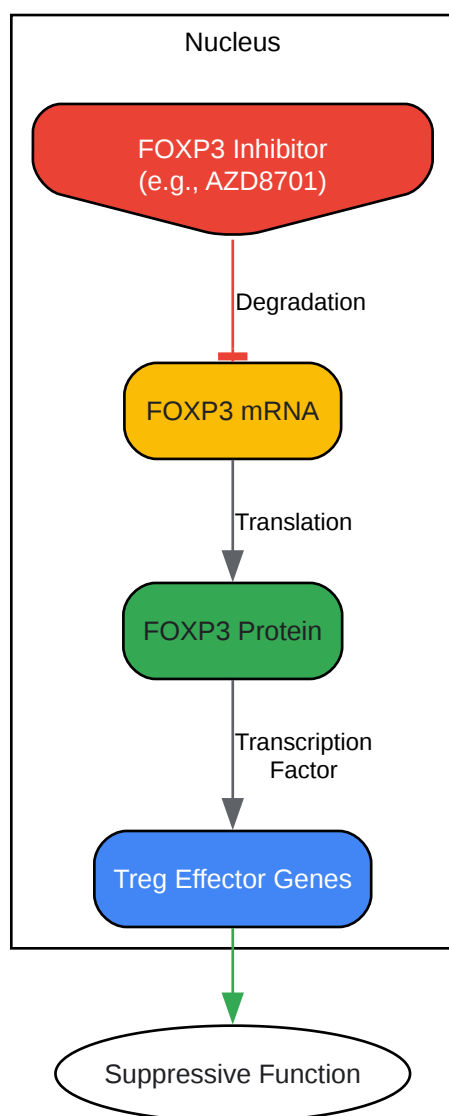 Nucleus
FOXP3 Inhibitor
(e.g., AZD8701)
Degradation
FOXP3 mRNA
Translation
FOXP3 Protein
Transcription
Factor
Treg Effector Genes
Suppressive Function